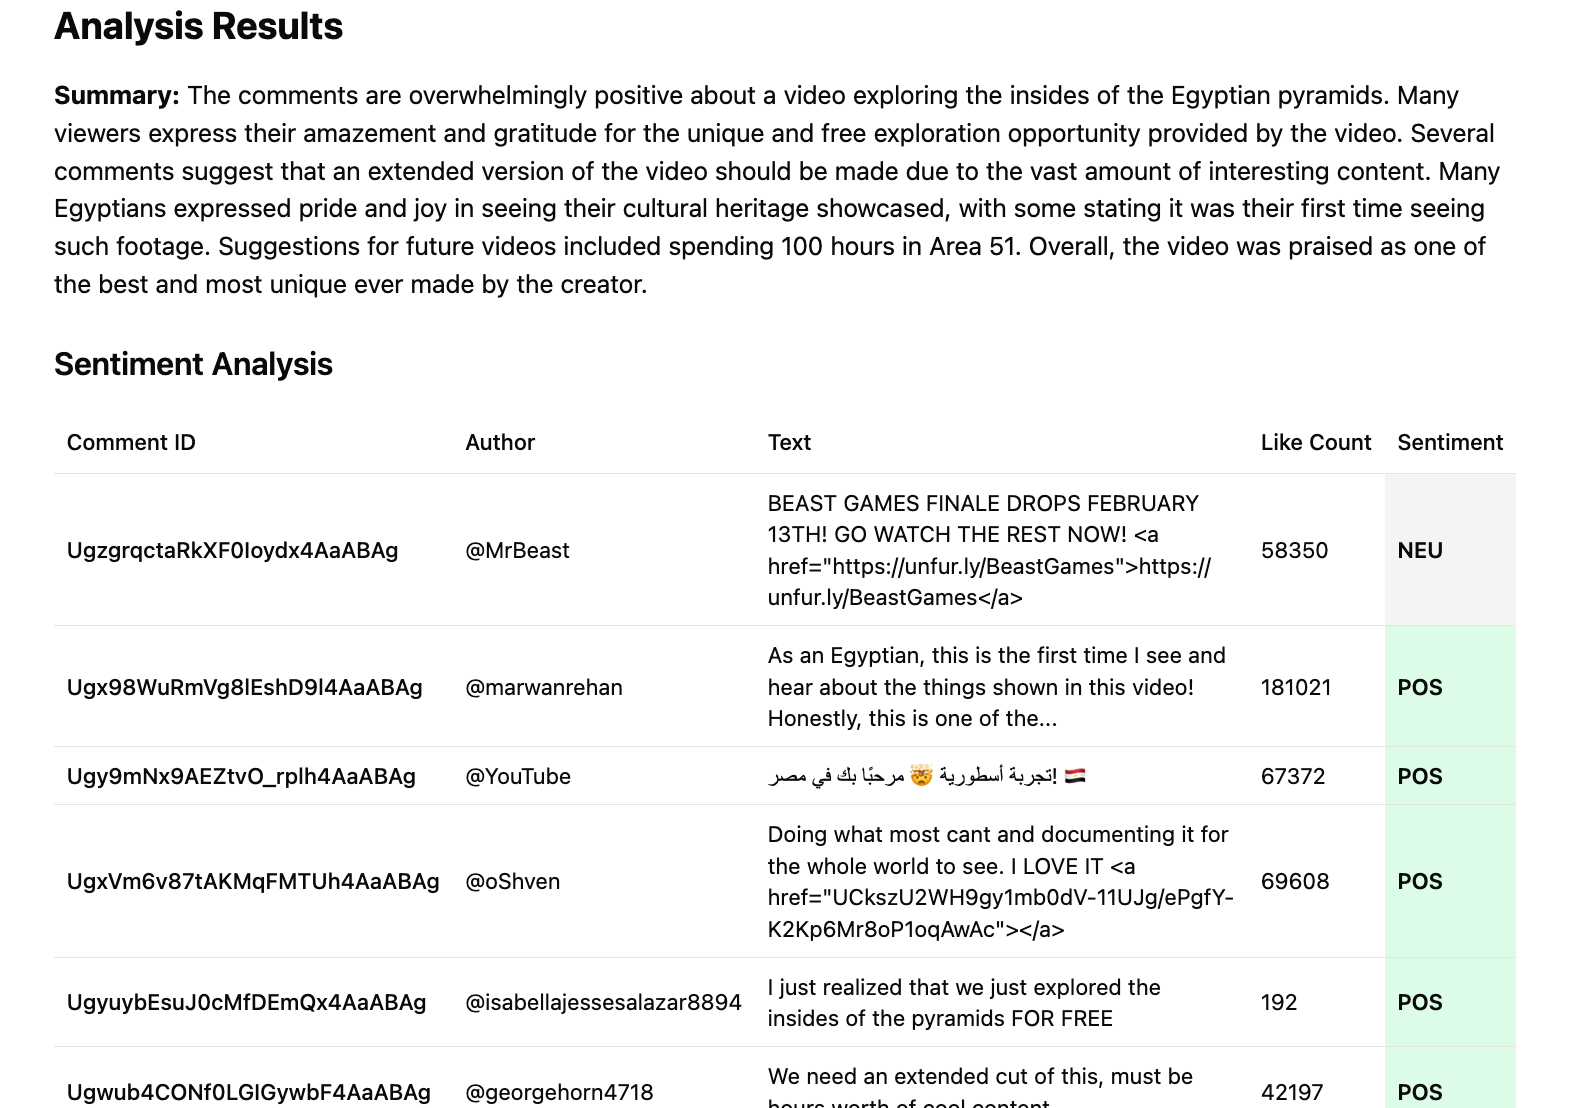 Analysis Results
Summary: The comments are overwhelmingly positive about a video exploring the insides of the Egyptian pyramids. Many
viewers express their amazement and gratitude for the unique and free exploration opportunity provided by the video. Several
comments suggest that an extended version of the video should be made due to the vast amount of interesting content. Many
Egyptians expressed pride and joy in seeing their cultural heritage showcased, with some stating it was their first time seeing
such footage. Suggestions for future videos included spending 100 hours in Area 51. Overall, the video was praised as one of
the best and most unique ever made by the creator.
Sentiment Analysis
Comment ID Author Text Like Count Sentiment
BEAST GAMES FINALE DROPS FEBRUARY
13TH! GO WATCH THE REST NOW! <a
UgzgrqctaRkXF0Ioydx4AaABAg @MrBeast href="https://unfur.ly/BeastGames">https:// 58350 NEU
unfur.ly/BeastGames</a>
As an Egyptian, this is the first time I see and
Ugx98WuRmVg8lEshD9l4AaABAg @marwanrehan hear about the things shown in this video! 181021 POS
Honestly, this is one of the...
Ugy9mNx9AEZtvO_rplh4AaABAg @YouTube تجربة أسطورية 🤯 مرحبًا بك في مصر! 🇪🇬 67372 POS
Doing what most cant and documenting it for
the whole world to see. I LOVE IT <a
UgxVm6v87tAKMqFMTUh4AaABAg @oShven href="UCkszU2WH9gy1mb0dV-11UJg/ePgfY- 69608 POS
K2Kp6Mr8oP1oqAwAc"></a>
I just realized that we just explored the
UgyuybEsuJ0cMfDEmQx4AaABAg @isabellajessesalazar8894 insides of the pyramids FOR FREE 192 POS
We need an extended cut of this, must be
Ugwub4CONf0LGIGywbF4AaABAg @georgehorn4718 hours worth of cool content 42197 POS